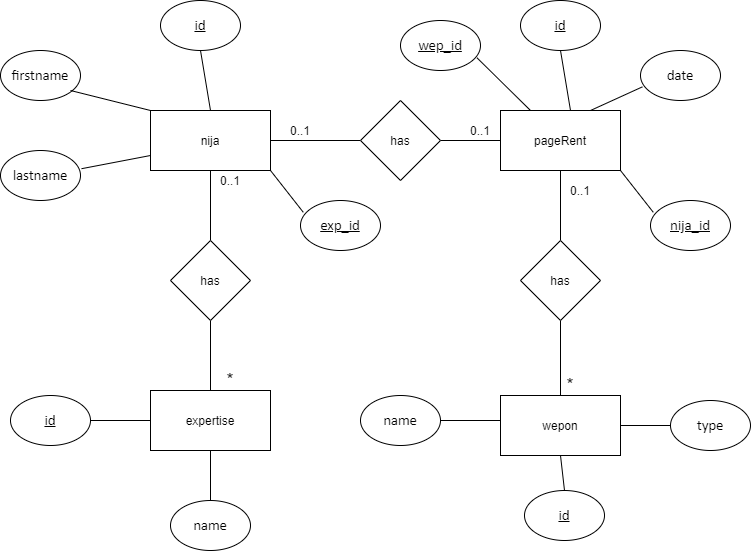 id
id
wep_id
firstname
date
nija
0..1
has
0..1
pageRent
lastname
0..1
0..1
exp_id
nija_id
has
has
*
*
id
expertise
name
wepon
type
name
id